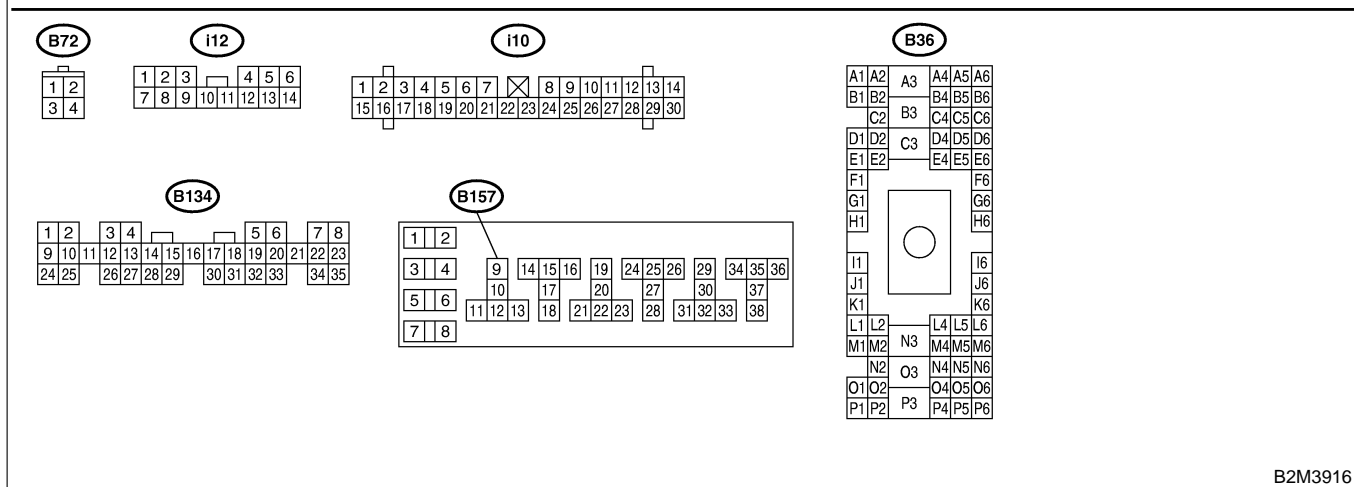 B72
i12
i10
B36
1 2
3 4
1 2 3 4 5 6
7 8 9 10 11 12 13 14
1 2 3 4 5 6 7 8 9 10 11 12 13 14
15 16 17 18 19 20 21 22 23 24 25 26 27 28 29 30
A1 A2 A3 A4 A5 A6
B1 B2 B3 B4 B5 B6
C2 C3 C4 C5 C6
D1 D2 D4 D5 D6
E1 E2 E4 E5 E6
F1 F6
G1 G6
H1 H6
I1 I6
J1 J6
K1 K6
L1 L2 L4 L5 L6
M1 M2 N3 M4 M5 M6
N2 O3 N4 N5 N6
O1 O2 O4 O5 O6
P1 P2 P3 P4 P5 P6
B134
1 2 3 4 5 6 7 8
9 10 11 12 13 14 15 16 17 18 19 20 21 22 23
24 25 26 27 28 29 30 31 32 33 34 35
B157
1 2
3 4 9 14 15 16 19 24 25 26 29 34 35 36
10 17 20 27 30 37
5 6 11 12 13 18 21 22 23 28 31 32 33 38
7 8
B2M3916